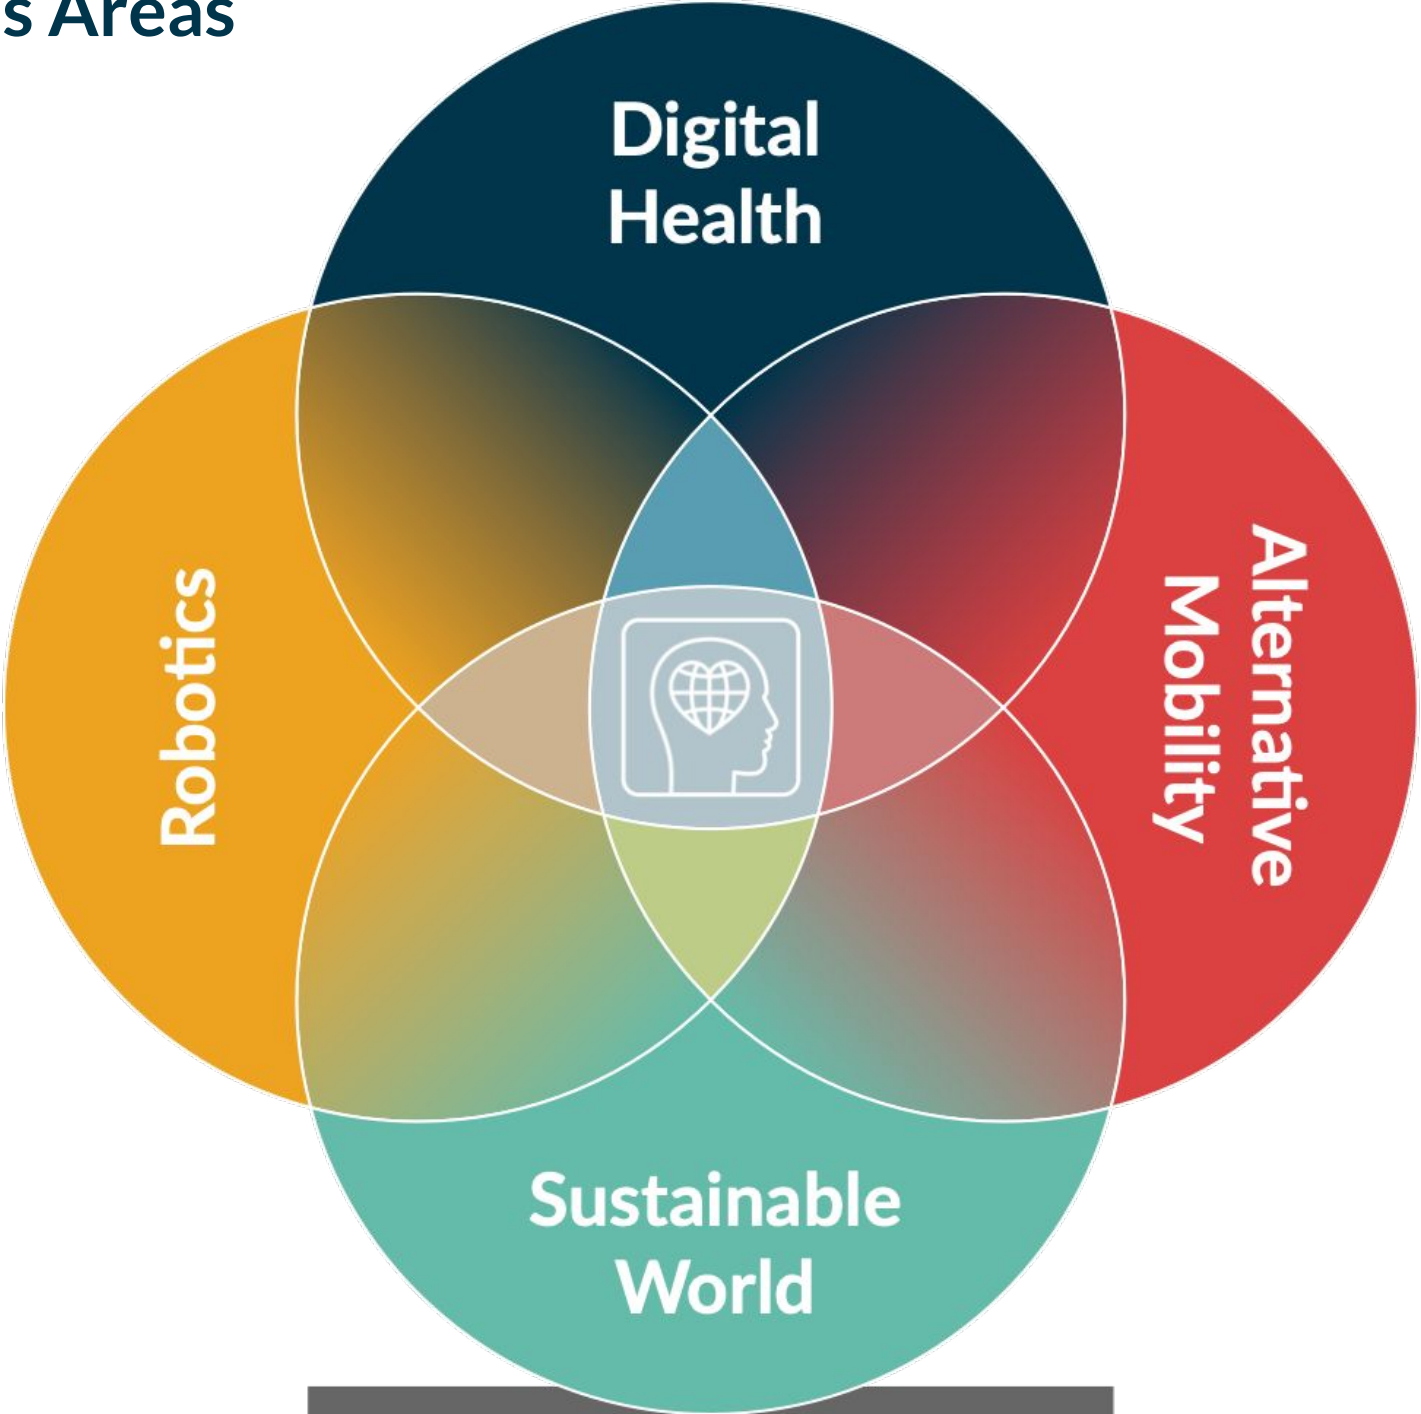 s Areas
Digital
Health
Robotics
Alternative
Mobility
Sustainable
World